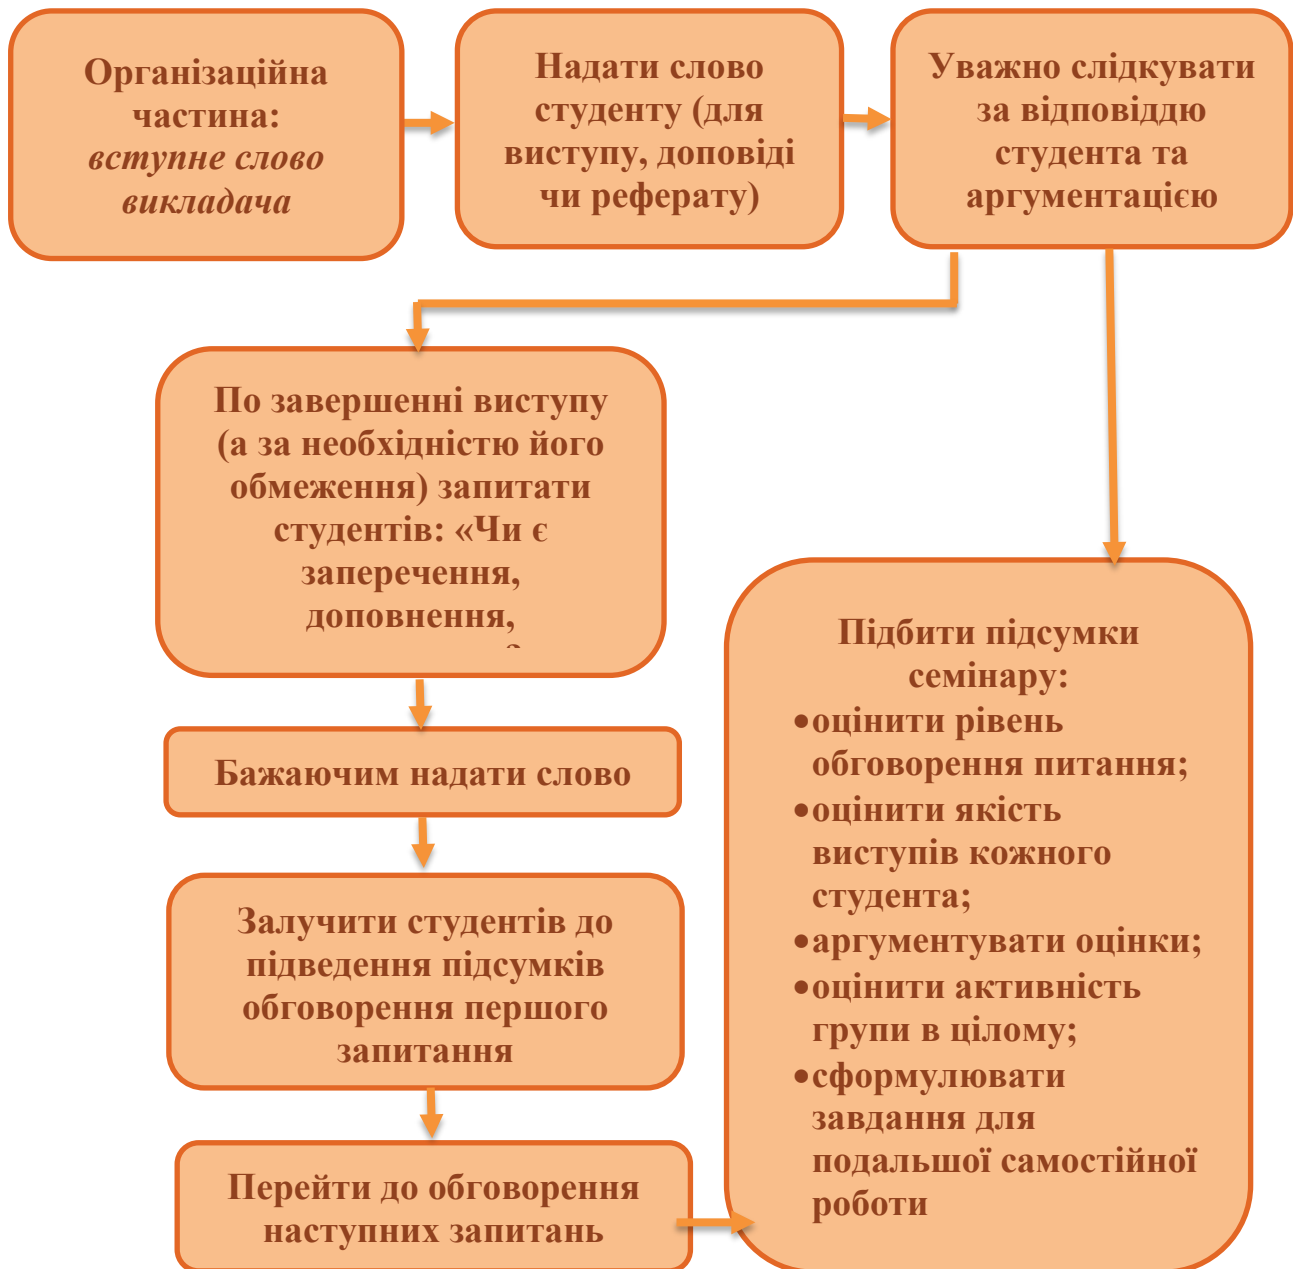 Організаційна
частина:
вступне слово
викладача
Надати слово
студенту (для
виступу, доповіді
чи реферату)
Уважно слідкувати
за відповіддю
студента та
аргументацією
По завершенні виступу
(а за необхідністю його
обмеження) запитати
студентів: «Чи є
заперечення,
доповнення,
Бажаючим надати слово
Залучити студентів до
підведення підсумків
обговорення першого
запитання
Перейти до обговорення
наступних запитань
Підбити підсумки
семінару:
•оцінити рівень
обговорення питання;
•оцінити якість
виступів кожного
студента;
•аргументувати оцінки;
•оцінити активність
групи в цілому;
•сформулювати
завдання для
подальшої самостійної
роботи